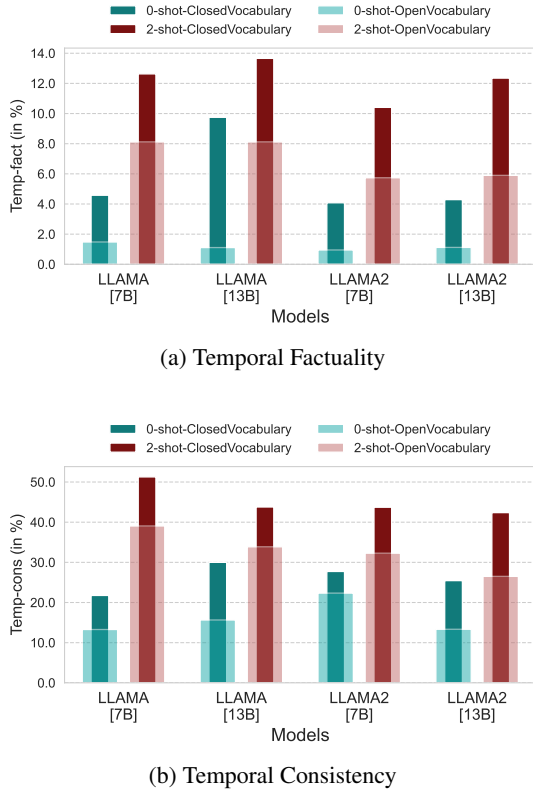 0-shot-ClosedVocabulary 0-shot-OpenVocabulary
2-shot-ClosedVocabulary 2-shot-OpenVocabulary
14.0
12.0
10.0
8.0
6.0
4.0
2.0
0.0
Temp-fact (in %)
LLAMA LLAMA LLAMA2 LLAMA2
[7B] [13B] [7B] [13B]
Models
(a) Temporal Factuality
0-shot-ClosedVocabulary 0-shot-OpenVocabulary
2-shot-ClosedVocabulary 2-shot-OpenVocabulary
50.0
40.0
30.0
20.0
10.0
0.0
Temp-cons (in %)
LLAMA LLAMA LLAMA2 LLAMA2
[7B] [13B] [7B] [13B]
Models
(b) Temporal Consistency